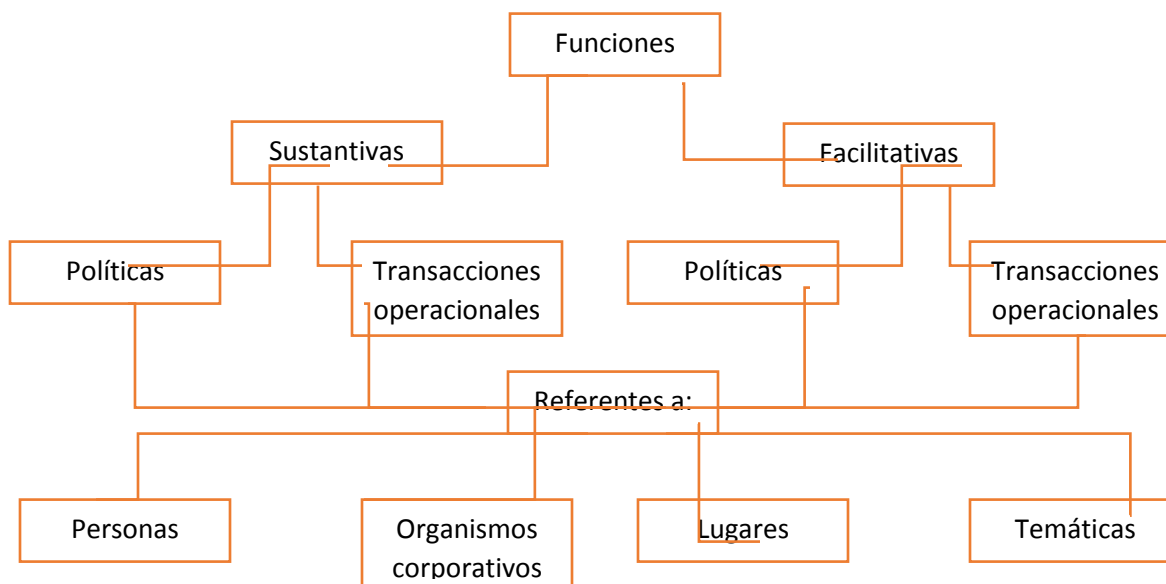 Funciones
Sustantivas
Facilitativas
Políticas
Transacciones
operacionales
Políticas
Transacciones
operacionales
Referentes a:
Personas
Organismos
corporativos
Lugares
Temáticas